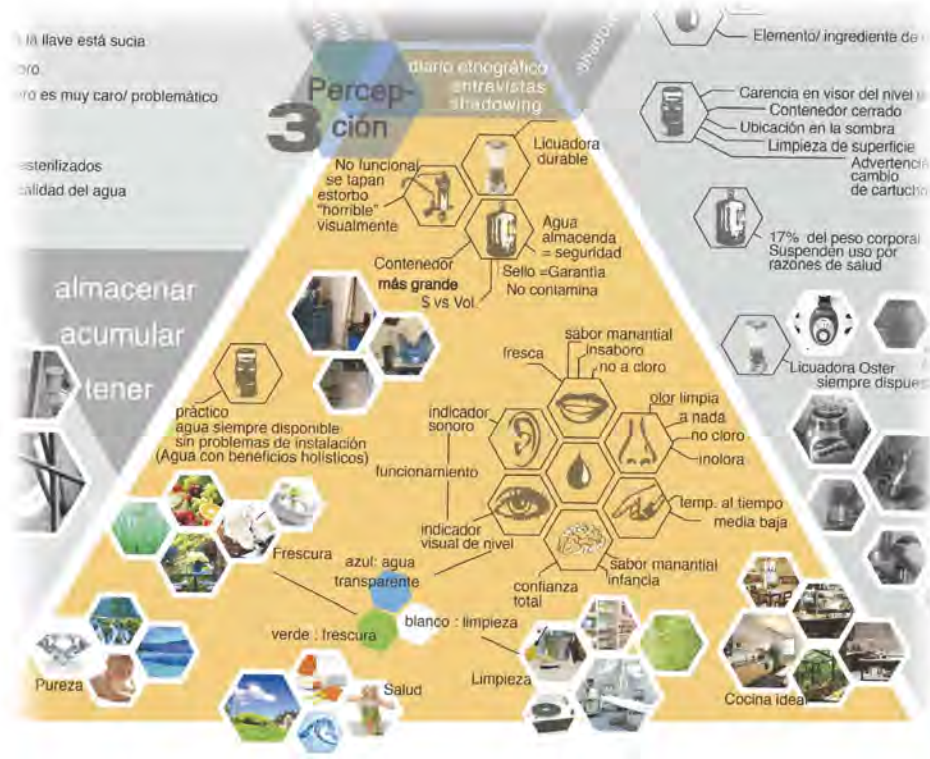 la llave está sucia
es muy caro/ problemático
esterilizados
calidad del agua
almacenar
acumular
tener
3
Percep-
ción
diario etnográfico
entrevistas
shadowing
shadow
No funcional
se tapan
estorbo
"horrible"
visualmente
Licuadora
durable
Contenedor
más grande
$ vs Vol.
Agua
almacenda
= seguridad
Sello =Garantía
No contamina
práctico
agua siempre disponible
sin problemas de instalación
(Agua con beneficios holísticos)
sabor manantial
insaboro
no a cloro
fresca
olor limpia
a nada
no cloro
inolora
indicador
sonoro
funcionamiento
indicador
visual de nivel
temp. al tiempo
media baja
sabor manantial
infancia
confianza
total
Frescura
azul: agua
transparente
blanco : limpieza
verde : frescura
Pureza
Salud
Limpieza
Cocina ideal
Elemento/ ingrediente de
Carencia en visor del nivel
Contenedor cerrado
Ubicación en la sombra
Limpieza de superficie
Advertencia
cambio
de cartucho
17% del peso corporal
Suspenden uso por
razones de salud
Licuadora Oster
siempre